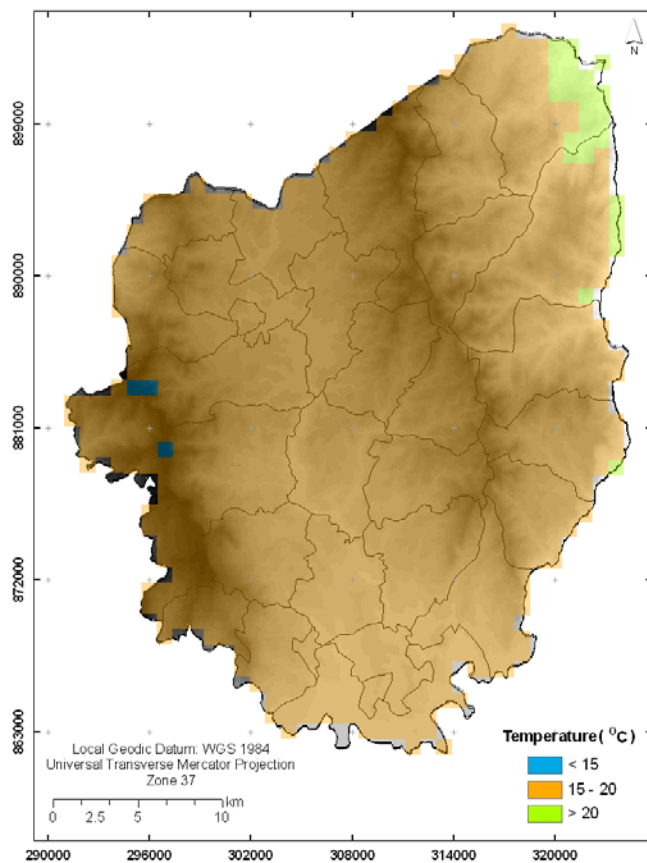 N
899000
890000
881000
872000
863000
Local Geodic Datum: WGS 1984
Universal Transverse Mercator Projection
Zone 37
km
0 2.5 5 10
Temperature ( ⁰C)
< 15
15 - 20
> 20
290000 296000 302000 308000 314000 320000